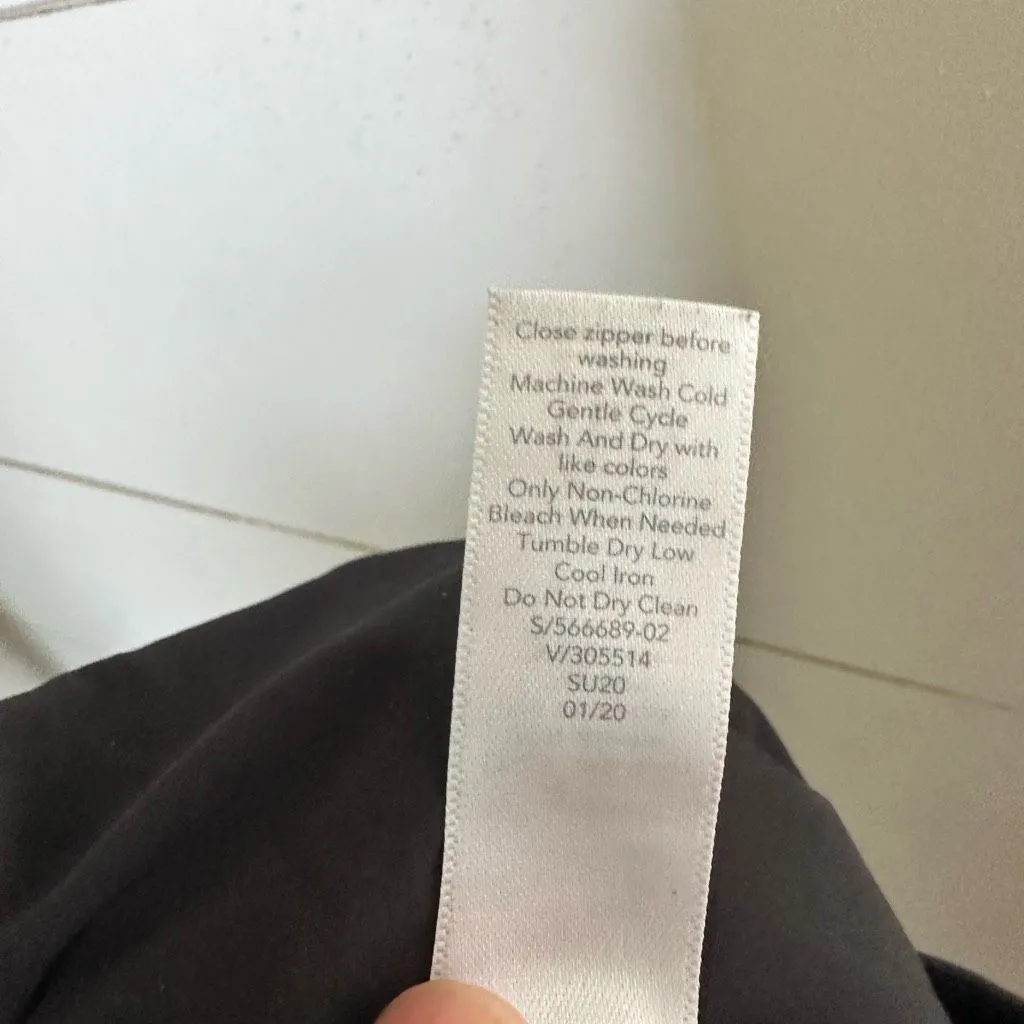 Close zipper before
washing
Machine Wash Cold
Gentle Cycle
Wash And Dry with
like colors
Only Non-Chlorine
Bleach When Needed
Tumble Dry Low
Cool Iron
Do Not Dry Clean
S/566689-02
V/305514
SU20
01/20